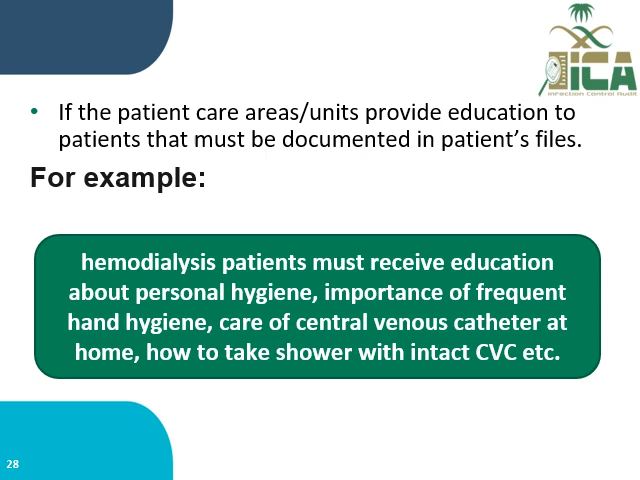 iCA
Infection Control Audit
• If the patient care areas/units provide education to
patients that must be documented in patient’s files.
For example:
hemodialysis patients must receive education
about personal hygiene, importance of frequent
hand hygiene, care of central venous catheter at
home, how to take shower with intact CVC etc.
28